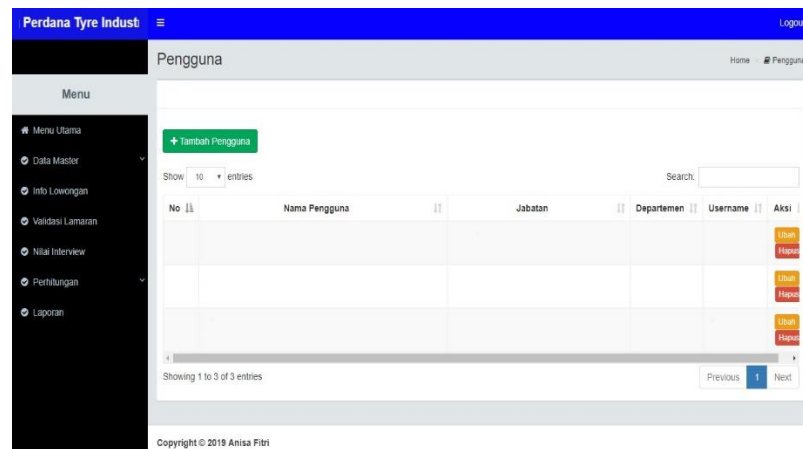 Perdana Tyre Indust
Logou
Pengguna
Home Pengguna
Menu
Menu Utama
Data Master
Info Lowongan
Validasi Lamaran
Nilai Interview
Perhitungan
Laporan
+ Tambah Pengguna
Show 10 entries
Search:
No Nama Pengguna Jabatan Departemen Username Aksi
Ubah
Hapus
Ubah
Hapus
Ubah
Hapus
Showing 1 to 3 of 3 entries
Previous 1 Next
Copyright © 2019 Anisa Fitri